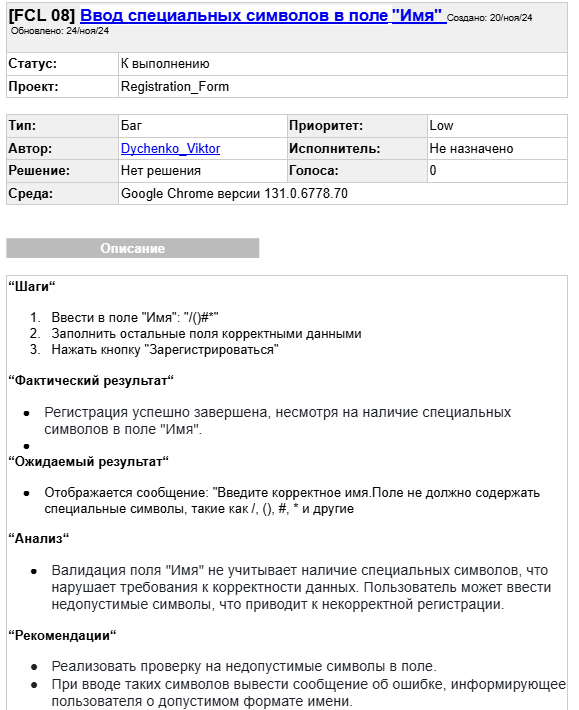 [FCL 08] Ввод специальных символов в поле "Имя" Создано: 20/ноя/24
Обновлено: 24/ноя/24
Статус: К выполнению
Проект: Registration_Form
Тип: Баг Приоритет: Low
Автор: Dychenko_Viktor Исполнитель: Не назначено
Решение: Нет решения Голоса: 0
Среда: Google Chrome версии 131.0.6778.70
Описание
“Шаги“
1. Ввести в поле "Имя": "/()#*"
2. Заполнить остальные поля корректными данными
3. Нажать кнопку "Зарегистрироваться"
“Фактический результат“
• Регистрация успешно завершена, несмотря на наличие специальных
символов в поле "Имя".
•
“Ожидаемый результат“
• Отображается сообщение: "Введите корректное имя.Поле не должно содержать
специальные символы, такие как /, (), #, * и другие
“Анализ“
• Валидация поля "Имя" не учитывает наличие специальных символов, что
нарушает требования к корректности данных. Пользователь может ввести
недопустимые символы, что приводит к некорректной регистрации.
“Рекомендации“
• Реализовать проверку на недопустимые символы в поле.
• При вводе таких символов вывести сообщение об ошибке, информирующее
пользователя о допустимом формате имени.